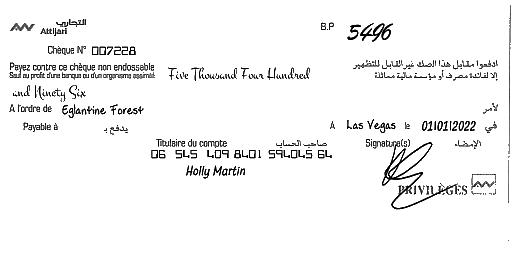 التجاري
Attijari
B.P 5496
Chèque N° 007228
Payez contre ce chèque non endossable
Sauf au profit d'une banque ou d'un organisme assimilé
Five Thousand Four Hundred
ادفعوا مقابل هذا الصك غير القابل للتظهير
إلا لفائدة مصرف أو مؤسسة مالية مماثلة
and Ninety Six
A l'ordre de Eglantine Forest لأمر
Payable à يدفع بـ
A Las Vegas le 01/01/2022 في
Titulaire du compte صاحب الحساب Signature(s) الإمضاء
06 545 409 8401 594045 64
Holly Martin
PRIVILÈGES